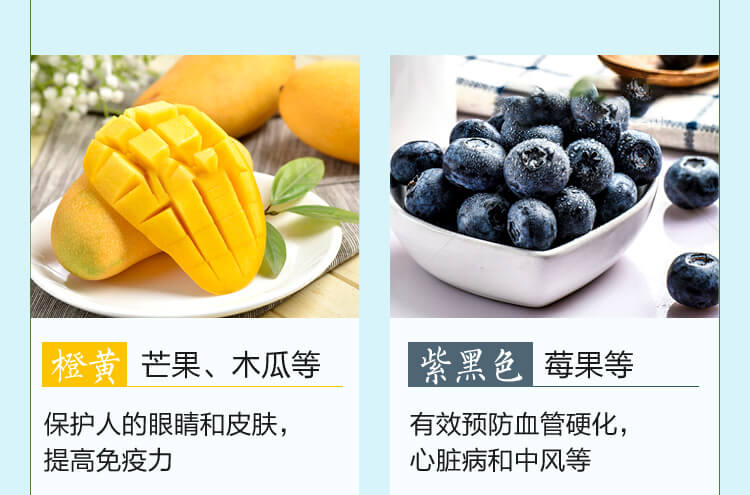 橙黄 芒果、木瓜等
保护人的眼睛和皮肤，
提高免疫力
紫黑色 莓果等
有效预防血管硬化，
心脏病和中风等